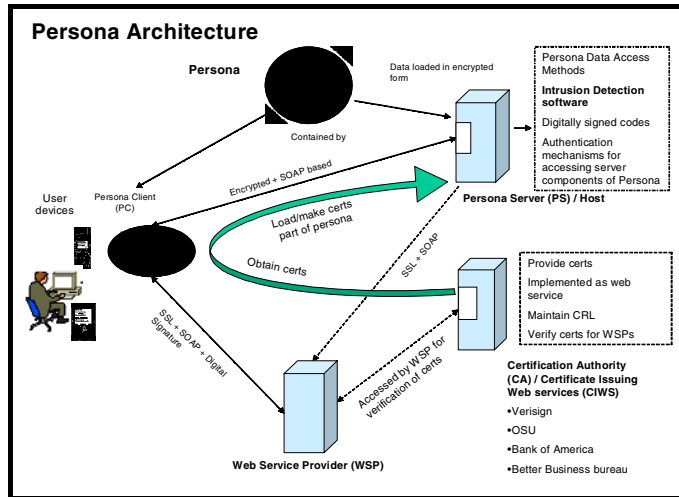 Persona Architecture
Persona
Data loaded in encrypted
form
Persona Data Access
Methods
Intrusion Detection
software
Digitally signed codes
Authentication
mechanisms for
accessing server
components of Persona
Contained by
Encrypted + SOAP based
User
devices
Persona Client
(PC)
Load/make certs
part of persona
Persona Server (PS) / Host
Obtain certs
SSL + SOAP
Provide certs
Implemented as web
service
Maintain CRL
Verify certs for WSPs
SSL + SOAP + Digital
Signature
Accessed by WSP for
verification of certs
Certification Authority
(CA) / Certificate Issuing
Web services (CIWS)
•Verisign
•OSU
•Bank of America
•Better Business bureau
Web Service Provider (WSP)